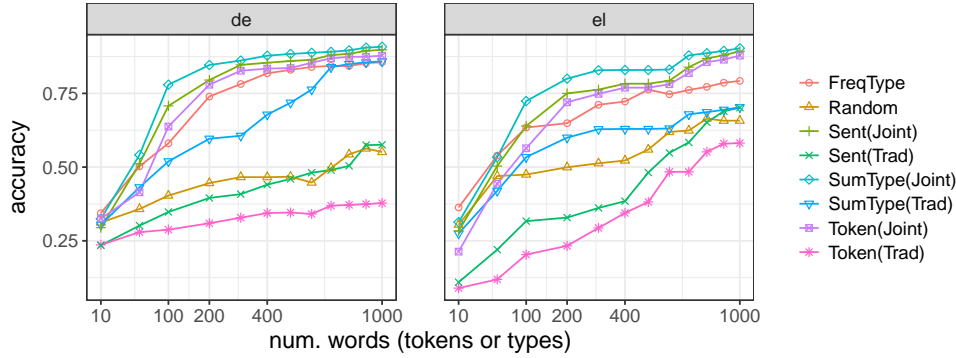 de
el
accuracy
0.75
0.50
0.25
10
100
200
400
1000
10
100
200
400
1000
num. words (tokens or types)
FreqType
Random
Sent(Joint)
Sent(Trad)
SumType(Joint)
SumType(Trad)
Token(Joint)
Token(Trad)